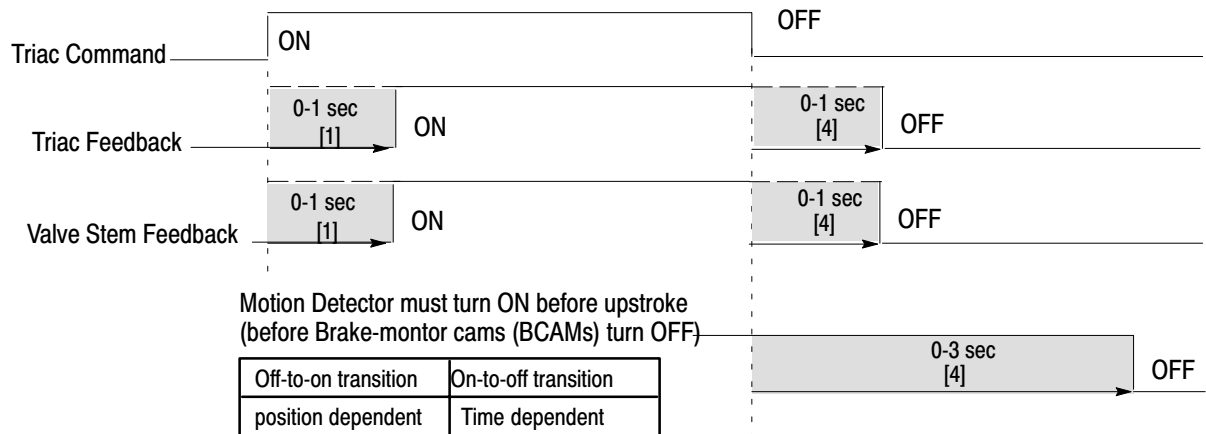 OFF
ON
Triac Command
0-1 sec
[1]
ON
0-1 sec
[4]
OFF
Triac Feedback
0-1 sec
[1]
ON
0-1 sec
[4]
OFF
Valve Stem Feedback
Motion Detector must turn ON before upstroke
(before Brake-montor cams (BCAMs) turn OFF)
0-3 sec
[4]
OFF
Off-to-on transition On-to-off transition
position dependent Time dependent